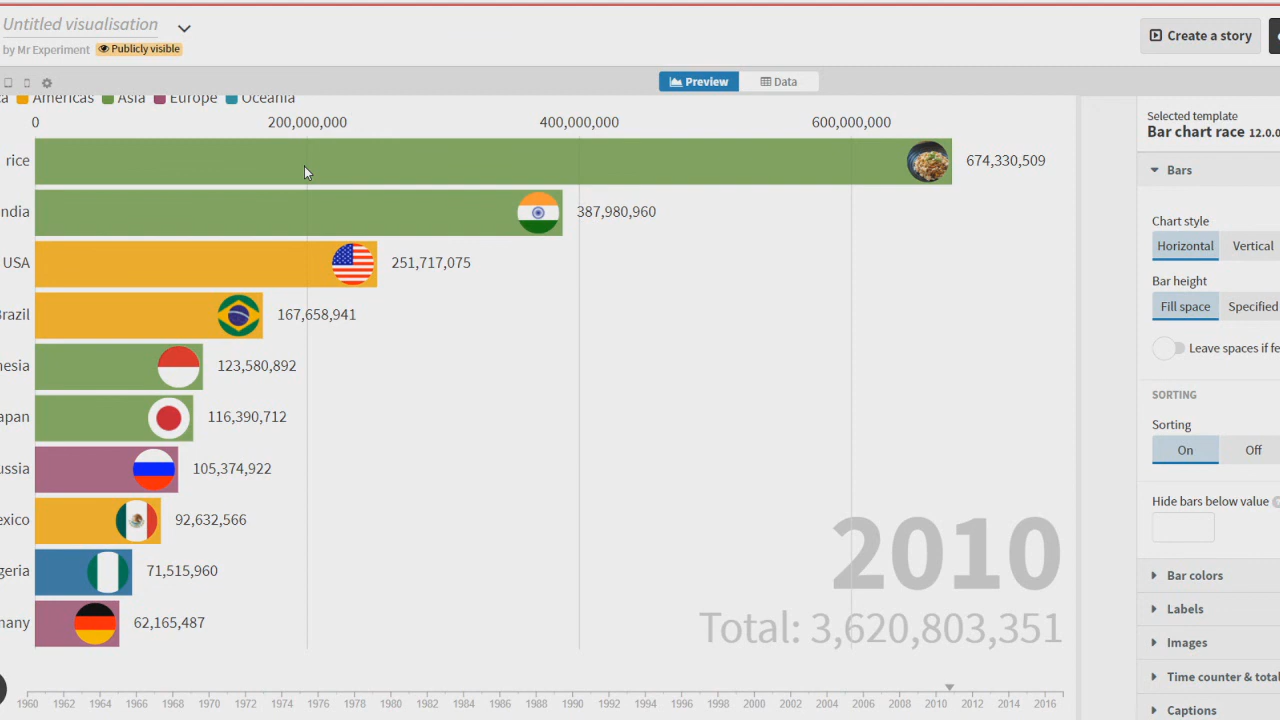 Untitled visualisation
by Mr Experiment
Publicly visible
Create a story
Preview
Data
Americas
Asia
Europe
Oceania
0
200,000,000
400,000,000
600,000,000
rice
674,330,509
ndia
387,980,960
USA
251,717,075
Brazil
167,658,941
nesia
123,580,892
apan
116,390,712
ussia
105,374,922
exico
92,632,566
geria
71,515,960
many
62,165,487
2010
Total: 3,620,803,351
1960 1962 1964 1966 1968 1970 1972 1974 1976 1978 1980 1982 1984 1986 1988 1990 1992 1994 1996 1998 2000 2002 2004 2006 2008 2010 2012 2014 2016
Selected template
Bar chart race 12.0.0
Bars
Chart style
Horizontal
Vertical
Bar height
Fill space
Specified
Leave spaces if fe
SORTING
Sorting
On
Off
Hide bars below value
Bar colors
Labels
Images
Time counter & total
Captions